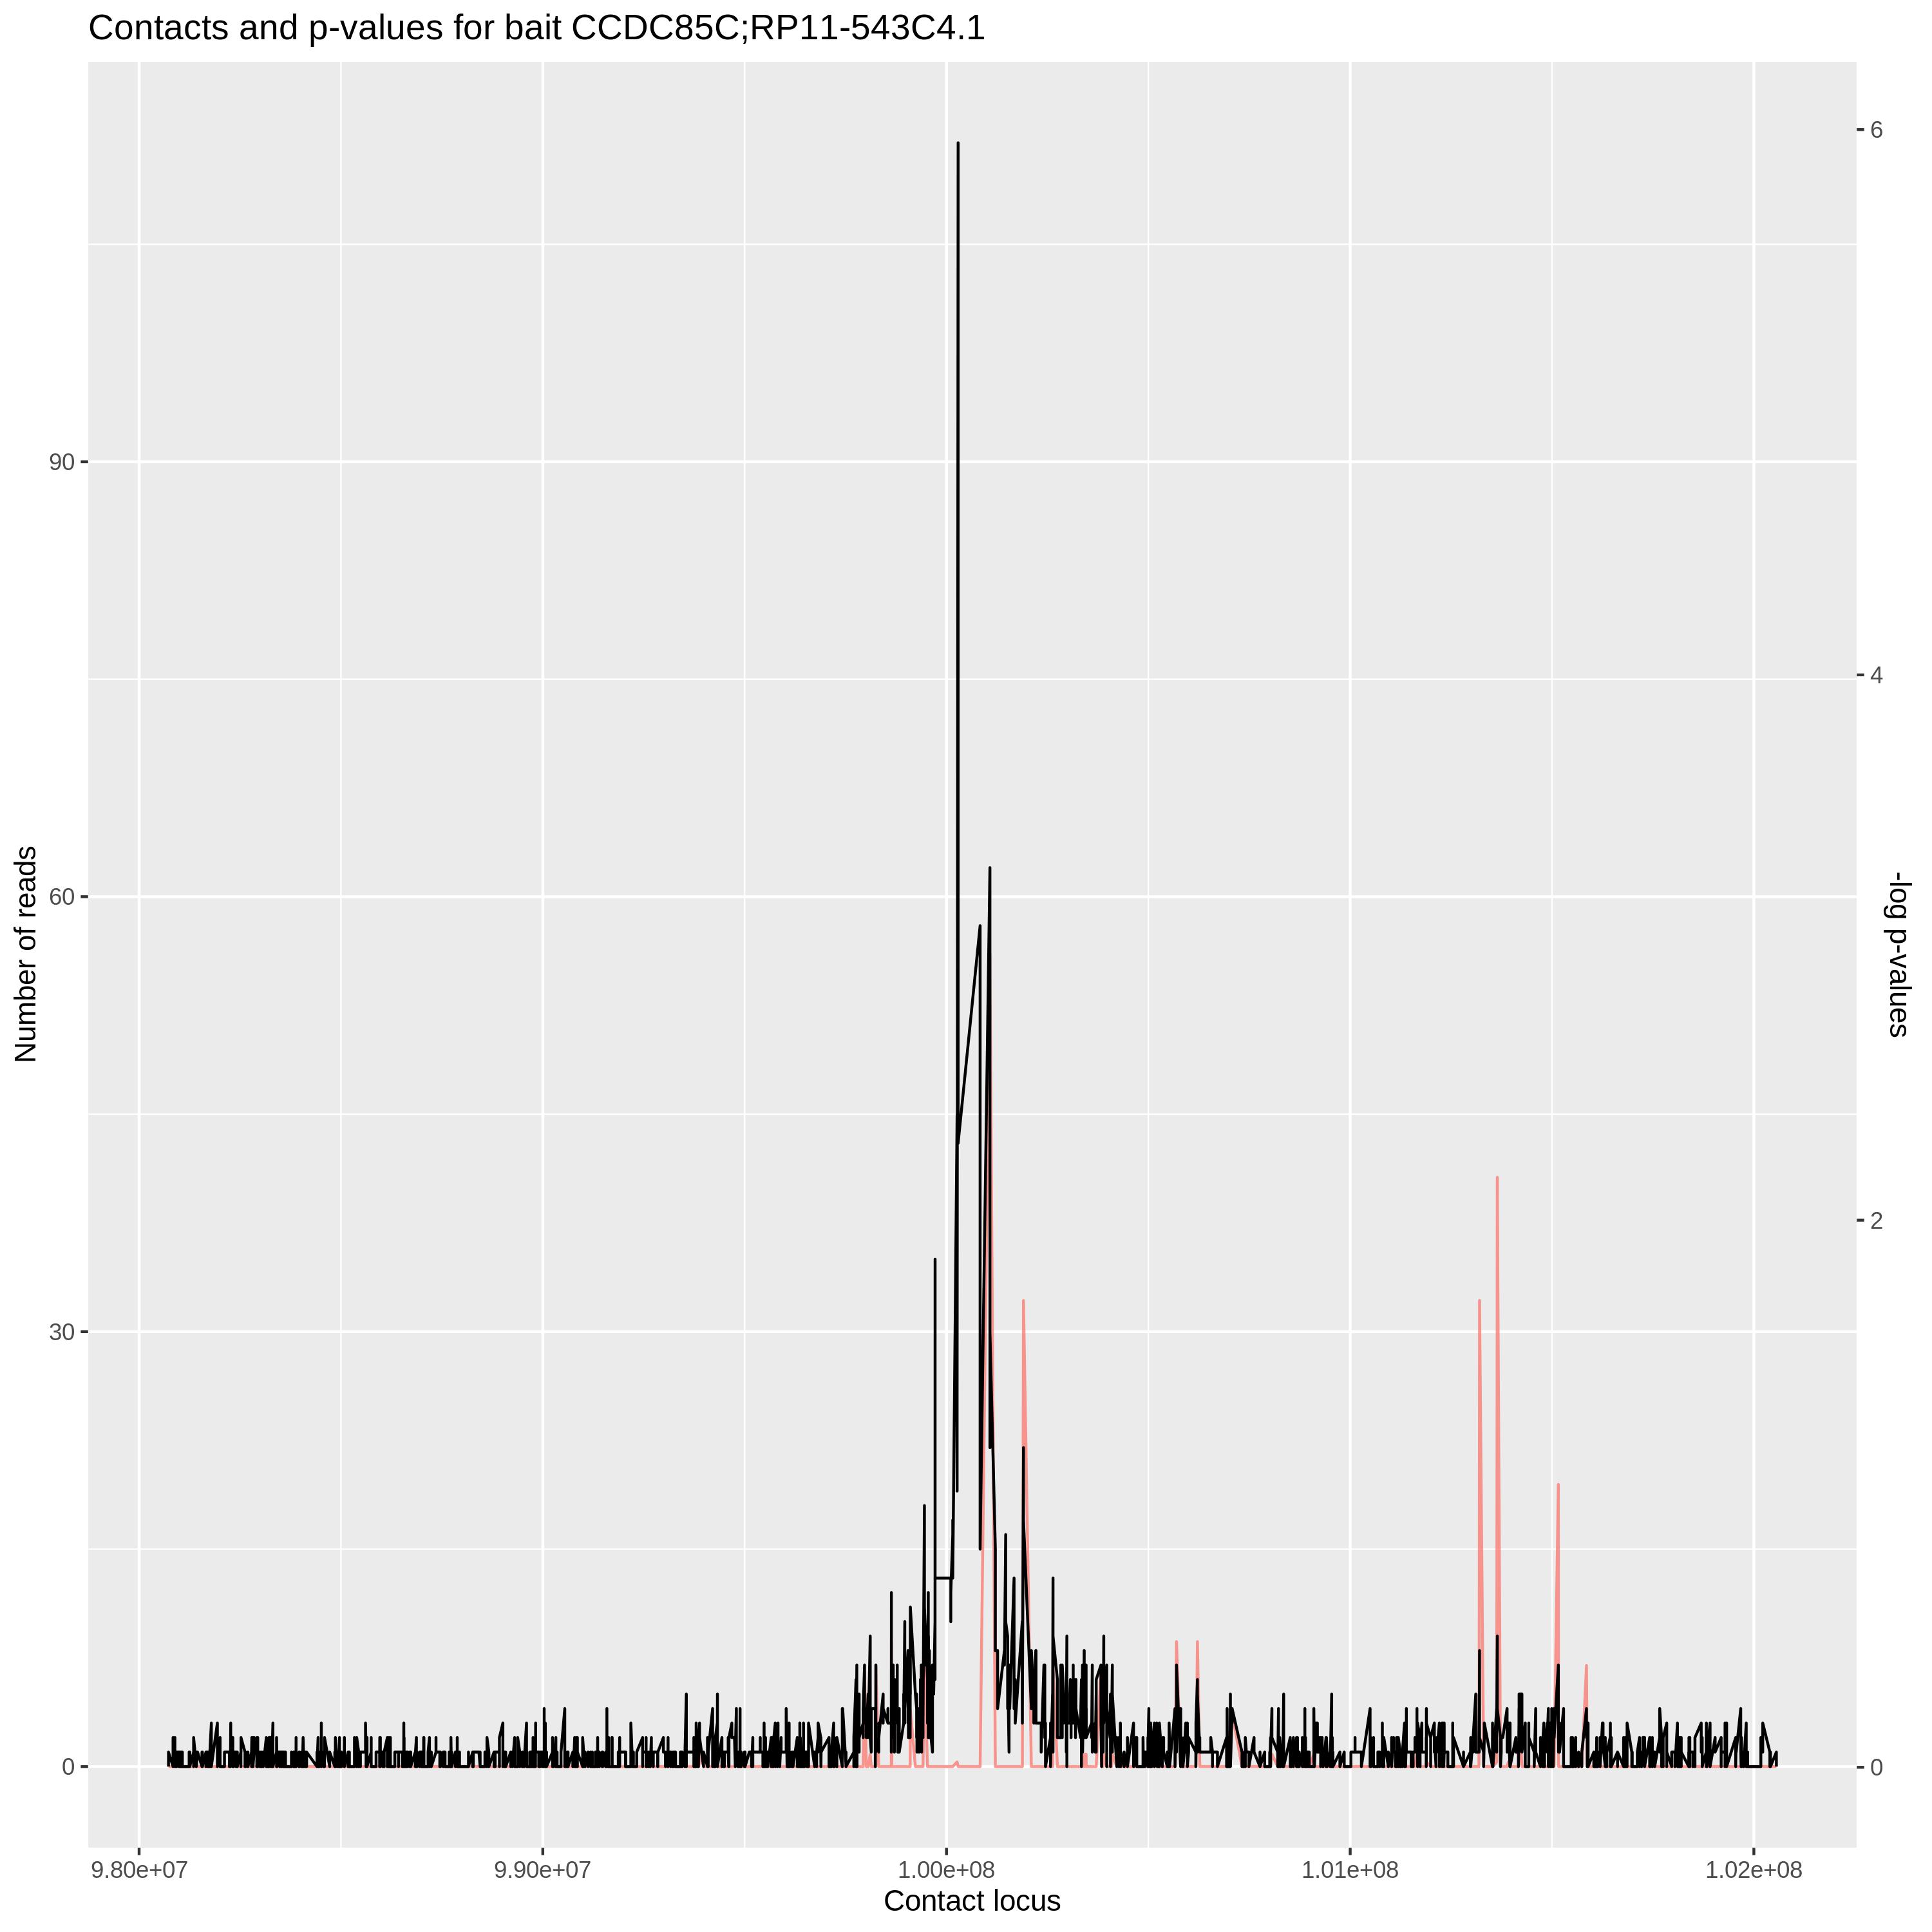 Contacts and p-values for bait CCDC85C;RP11-543C4.1
Number of reads
90
60
30
0
6
4
2
0
-log p-values
9.80e+07
9.90e+07
1.00e+08
1.01e+08
1.02e+08
Contact locus